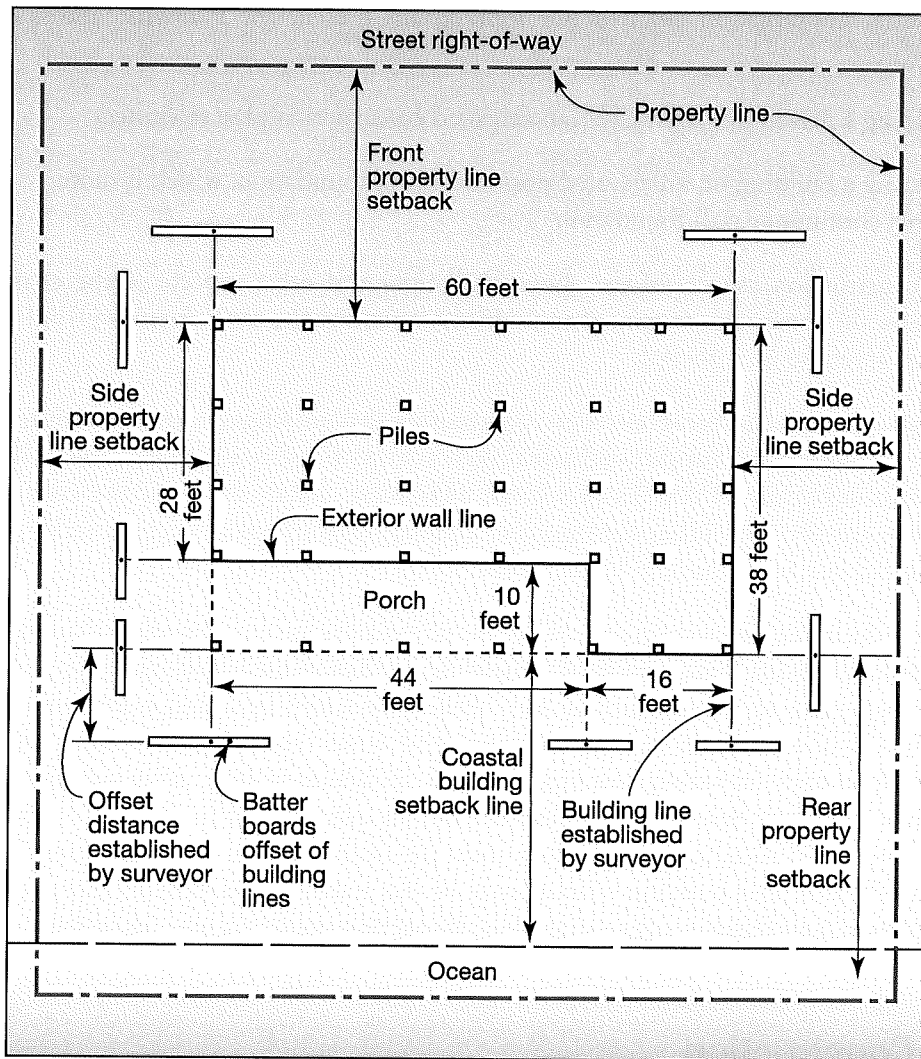 Street right-of-way
Property line
Front
property line
setback
60 feet
Side
property
line setback
Side
property
line setback
Piles
28
feet
Exterior wall line
38 feet
Porch
10
feet
44
feet
16
feet
Coastal
building
setback line
Offset
distance
established
by surveyor
Batter
boards
offset of
building
lines
Building line
established
by surveyor
Rear
property
line
setback
Ocean